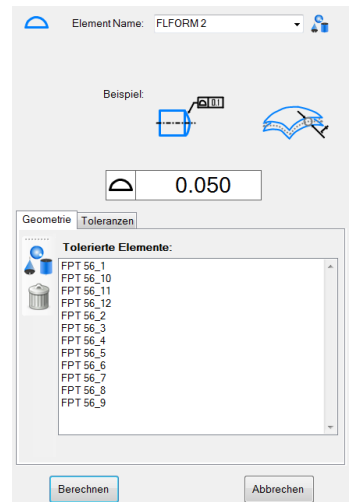 Element Name: FLFORM 2
Beispiel:
0.1
0.050
Geometrie Toleranzen
Tolerierte Elemente:
FPT 56_1
FPT 56_10
FPT 56_11
FPT 56_12
FPT 56_2
FPT 56_3
FPT 56_4
FPT 56_5
FPT 56_6
FPT 56_7
FPT 56_8
FPT 56_9
Berechnen Abbrechen